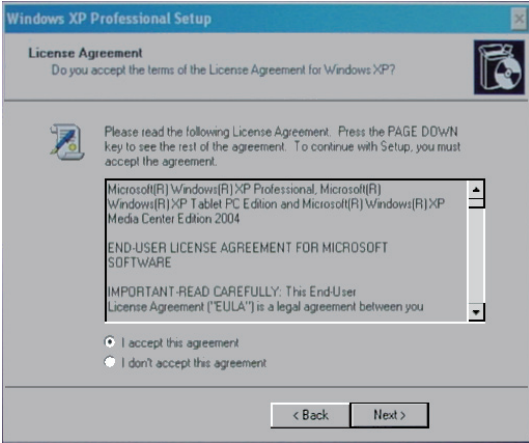 Windows XP Professional Setup
License Agreement
Do you accept the terms of the License Agreement for Windows XP?
Please read the following License Agreement. Press the PAGE DOWN
key to see the rest of the agreement. To continue with Setup, you must
accept the agreement.
Microsoft(R) Windows(R) XP Professional, Microsoft(R)
Windows(R) XP Tablet PC Edition and Microsoft(R) Windows(R) XP
Media Center Edition 2004
END-USER LICENSE AGREEMENT FOR MICROSOFT
SOFTWARE
IMPORTANT-READ CAREFULLY: This End-User
License Agreement ("EULA") is a legal agreement between you
I accept this agreement
I don't accept this agreement
< Back
Next >